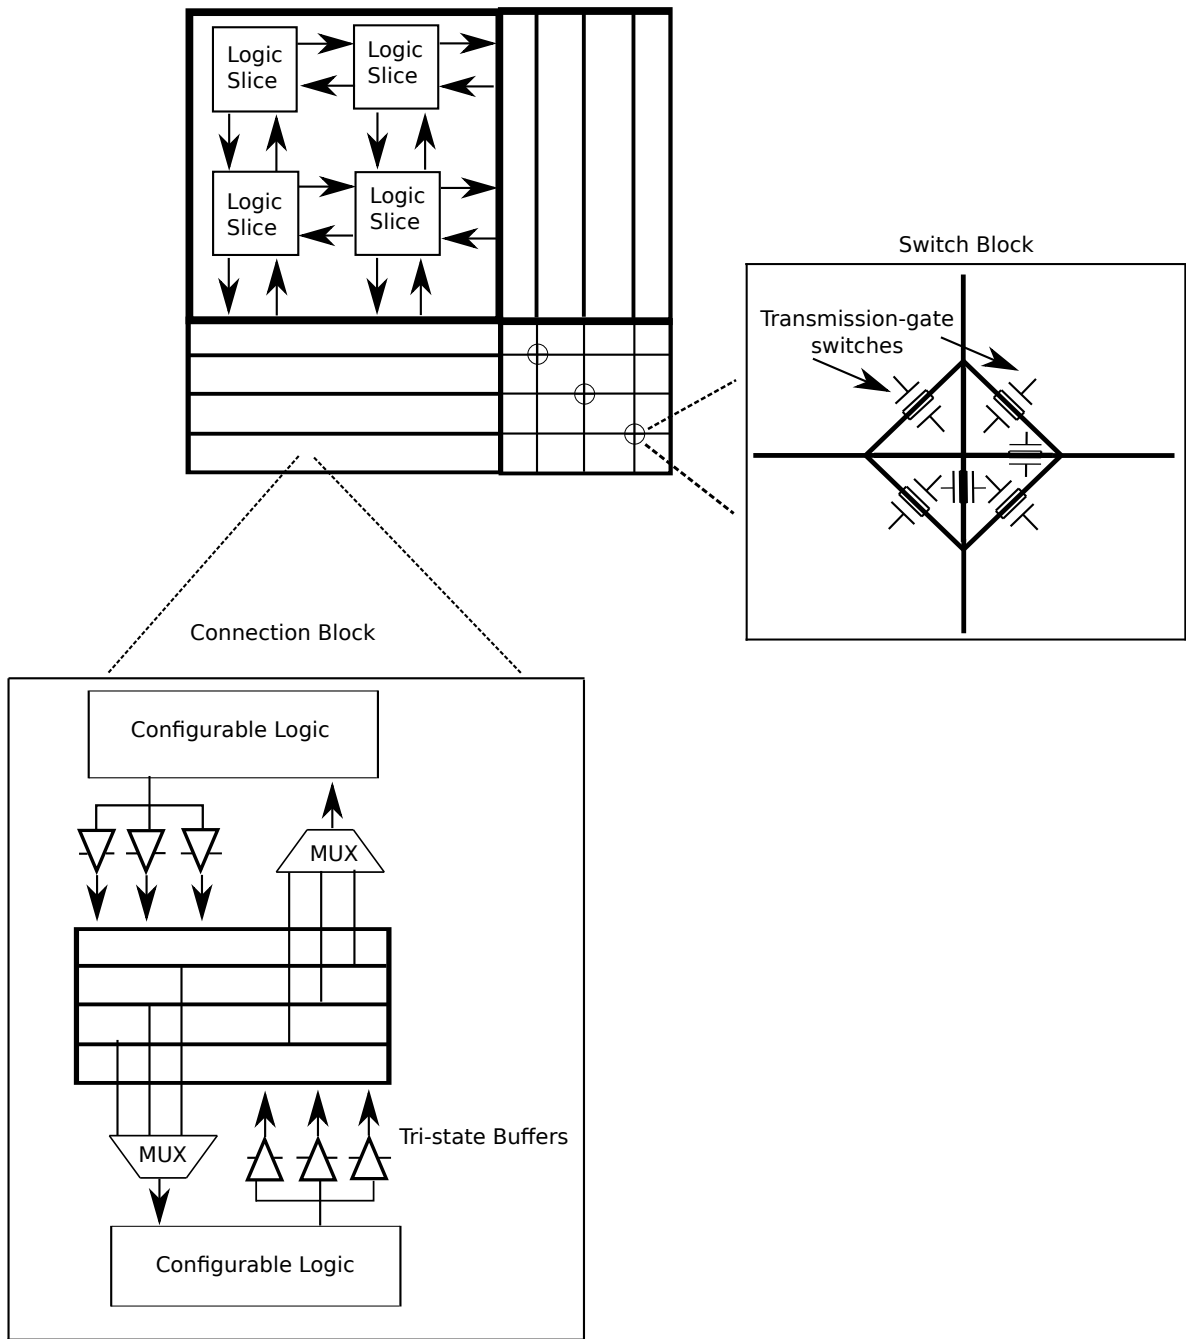 Logic
Slice
Logic
Slice
Logic
Slice
Logic
Slice
Switch Block
Transmission-gate
switches
Connection Block
Configurable Logic
MUX
Tri-state Buffers
MUX
Configurable Logic